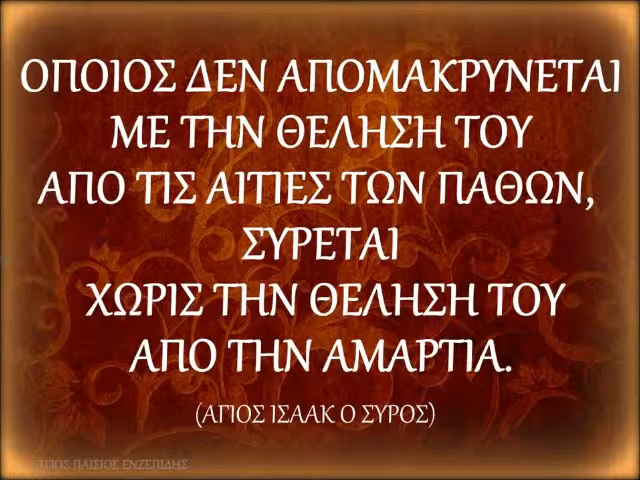 ΟΠΟΙΟΣ ΔΕΝ ΑΠΟΜΑΚΡΥΝΕΤΑΙ
ΜΕ ΤΗΝ ΘΕΛΗΣΗ ΤΟΥ
ΑΠΟ ΤΙΣ ΑΙΤΙΕΣ ΤΩΝ ΠΑΘΩΝ,
ΣΥΡΕΤΑΙ
ΧΩΡΙΣ ΤΗΝ ΘΕΛΗΣΗ ΤΟΥ
ΑΠΟ ΤΗΝ ΑΜΑΡΤΙΑ.
(ΑΓΙΟΣ ΙΣΑΑΚ Ο ΣΥΡΟΣ)
ΑΓΙΟΣ ΠΑΙΣΙΟΣ ΕΝΖΕΠΙΔΗΣ